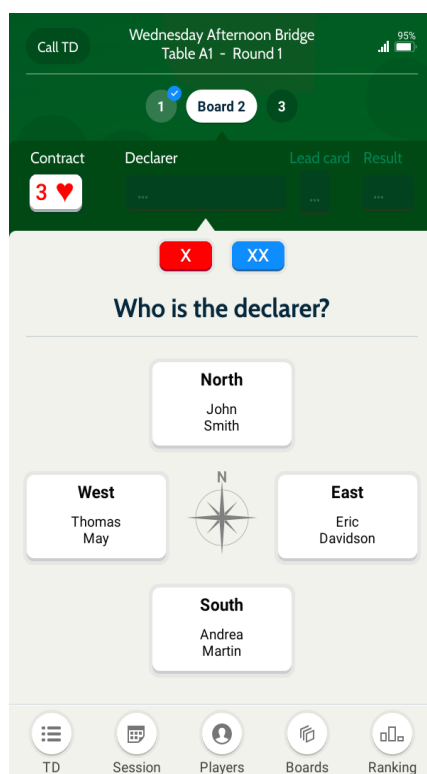 Call TD
Wednesday Afternoon Bridge
Table A1 - Round 1
95%
1
Board 2
3
Contract
Declarer
Lead card
Result
3 ♥
...
...
...
X
XX
Who is the declarer?
North
John
Smith
N
West
Thomas
May
East
Eric
Davidson
South
Andrea
Martin
TD
Session
Players
Boards
Ranking